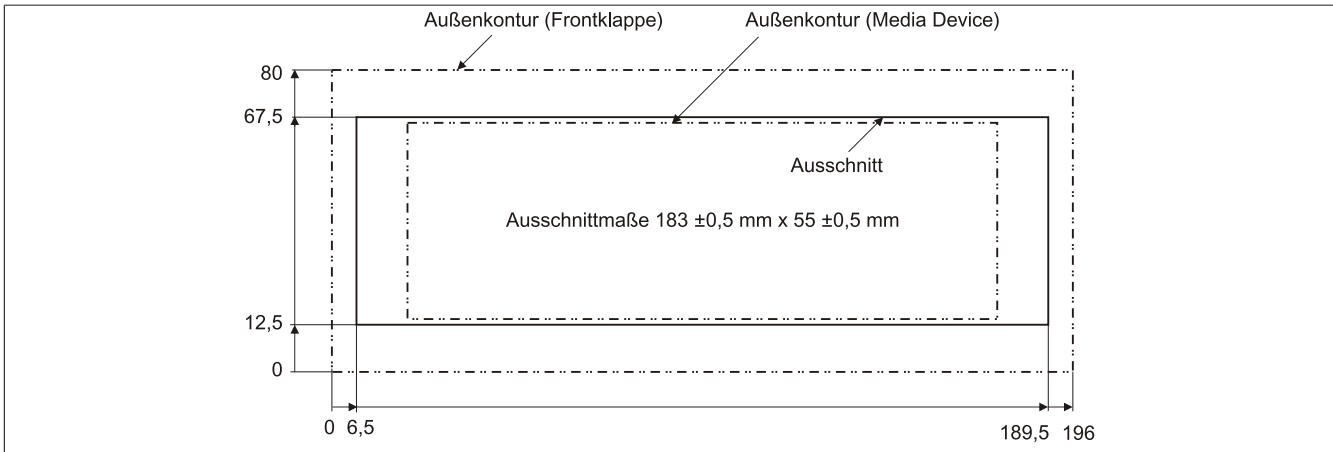 Außenkontur (Frontklappe)
Außenkontur (Media Device)
80
67,5
Ausschnitt
Ausschnittmaße 183 ±0,5 mm x 55 ±0,5 mm
12,5
0
0
6,5
189,5
196